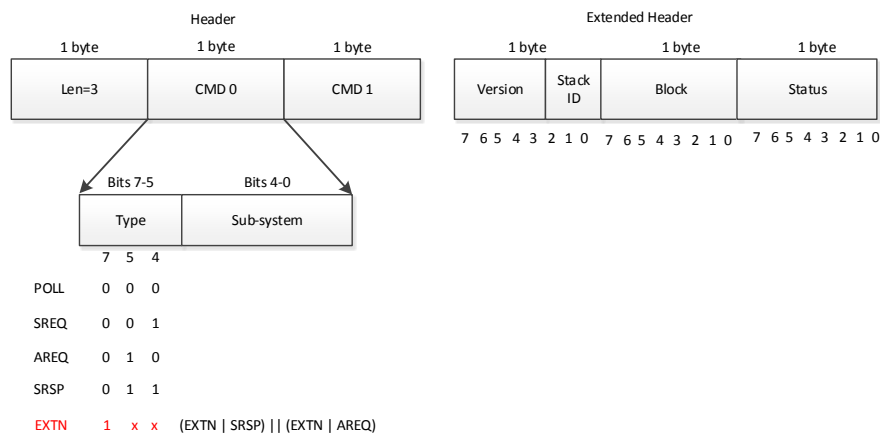 Header
Extended Header
1 byte 1 byte 1 byte
1 byte 1 byte 1 byte
Len=3 CMD 0 CMD 1
Version Stack ID Block Status
7 6 5 4 3 2 1 0 7 6 5 4 3 2 1 0 7 6 5 4 3 2 1 0
Bits 7-5 Bits 4-0
Type Sub-system
7 5 4
POLL 0 0 0
SREQ 0 0 1
AREQ 0 1 0
SRSP 0 1 1
EXTN 1 x x (EXTN | SRSP) || (EXTN | AREQ)